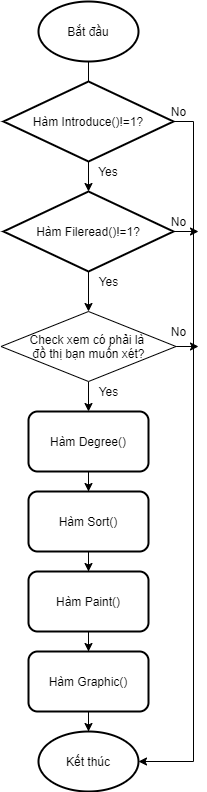 Bắt đầu
Hàm Introduce()!=1?
No
Yes
Hàm Fileread()!=1?
No
Yes
Check xem có phải là
đồ thị bạn muốn xét?
No
Yes
Hàm Degree()
Hàm Sort()
Hàm Paint()
Hàm Graphic()
Kết thúc